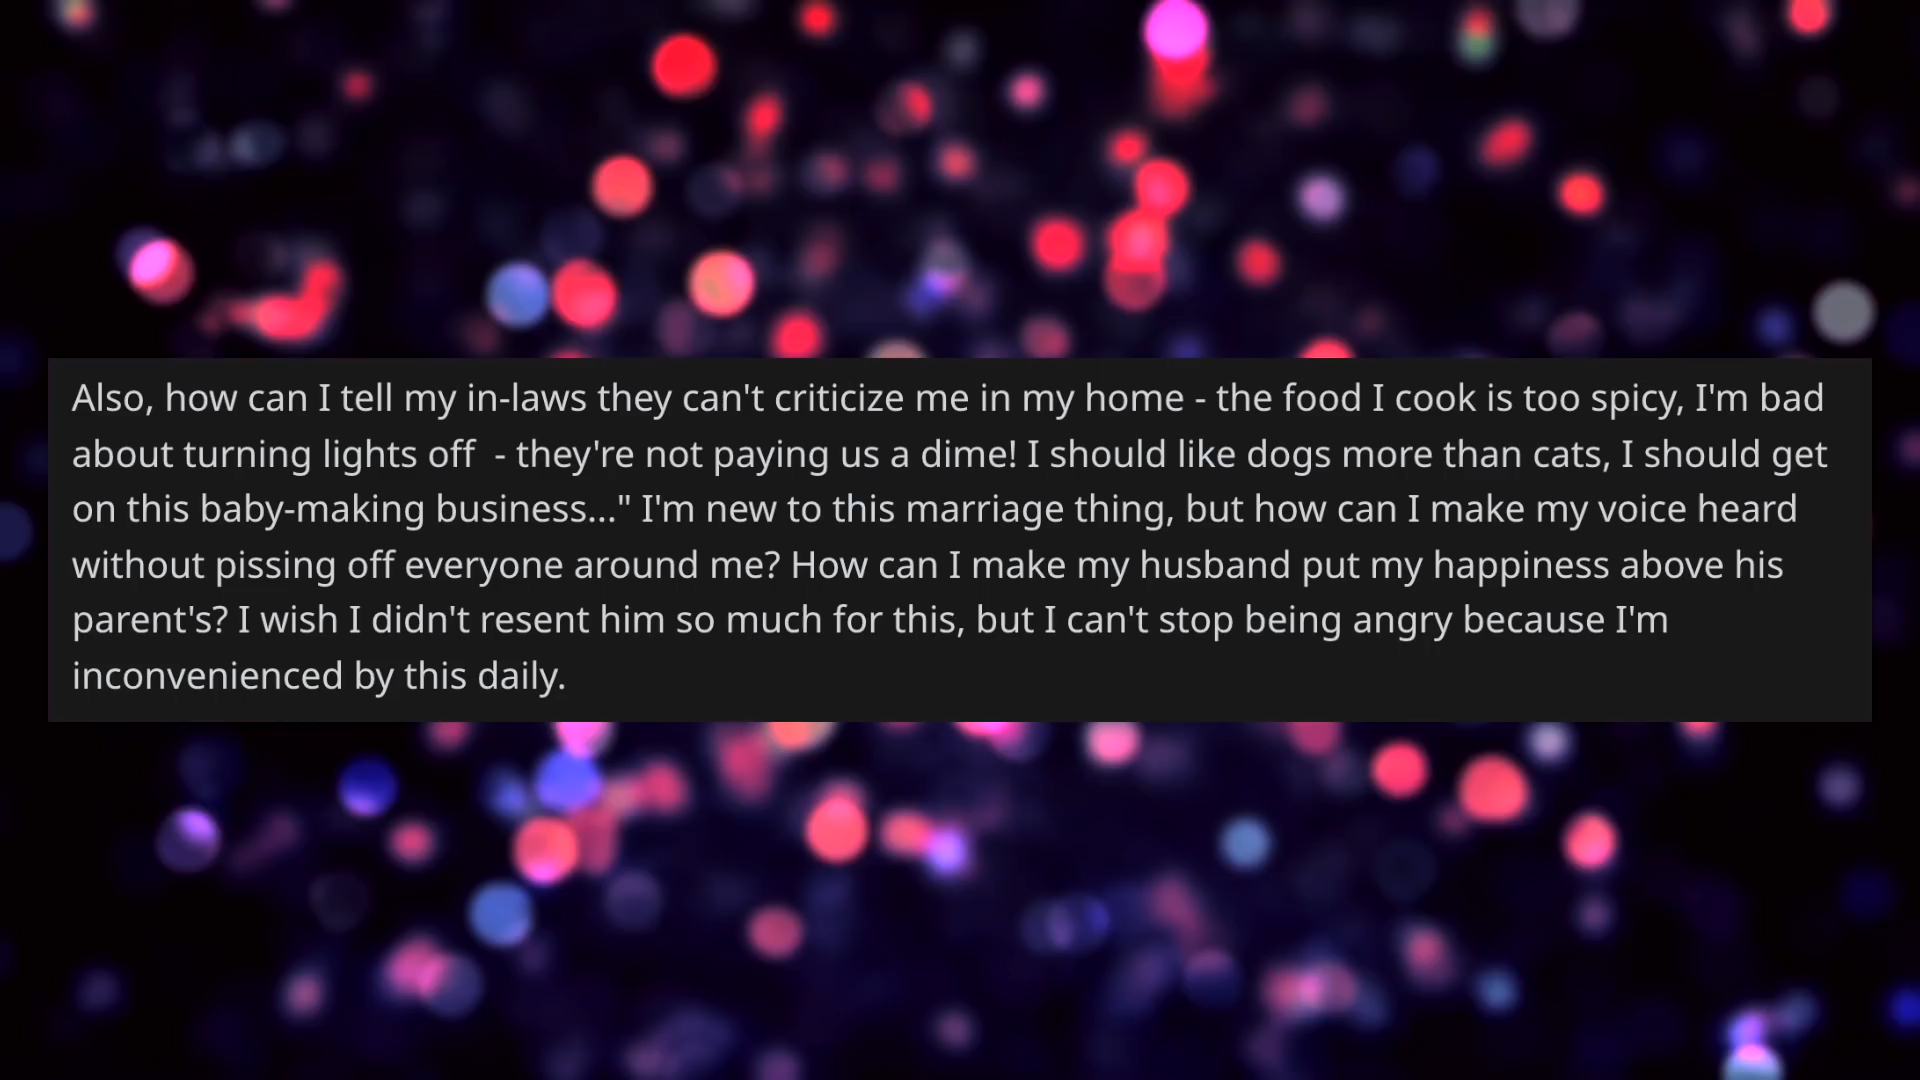 Also, how can I tell my in-laws they can't criticize me in my home - the food I cook is too spicy, I'm bad
about turning lights off  - they're not paying us a dime! I should like dogs more than cats, I should get
on this baby-making business..." I'm new to this marriage thing, but how can I make my voice heard
without pissing off everyone around me? How can I make my husband put my happiness above his
parent's? I wish I didn't resent him so much for this, but I can't stop being angry because I'm
inconvenienced by this daily.